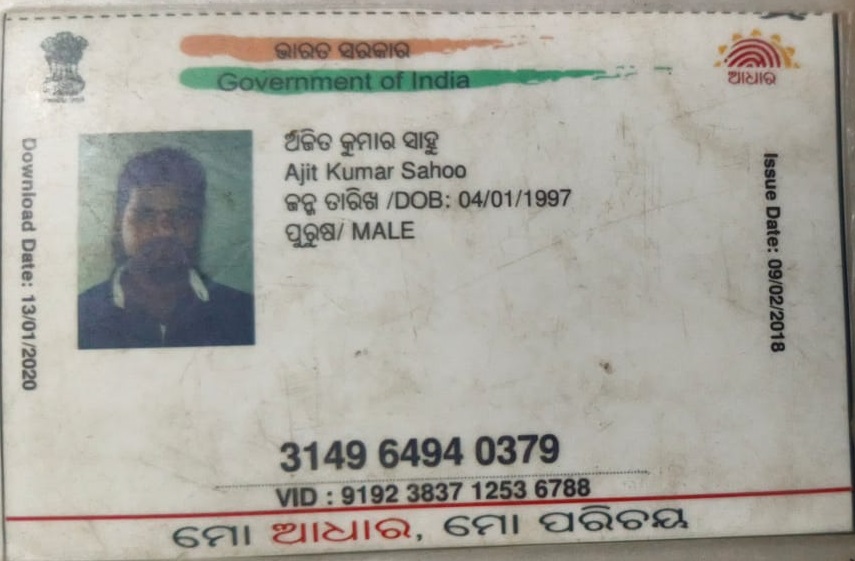 ଭାରତ ସରକାର
Government of India
ଆଧାର
ଅଜିତ କୁମାର ସାହୁ
Ajit Kumar Sahoo
ଜନ୍ମ ତାରିଖ /DOB: 04/01/1997
ପୁରୁଷ/ MALE
Download Date: 13/01/2020
Issue Date: 09/02/2018
3149 6494 0379
VID : 9192 3837 1253 6788
ମୋ ଆଧାର, ମୋ ପରିଚୟ